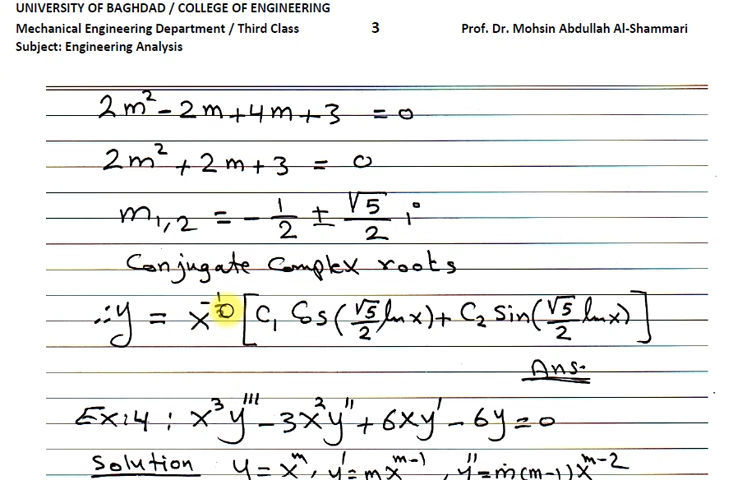 UNIVERSITY OF BAGHDAD / COLLEGE OF ENGINEERING
Mechanical Engineering Department / Third Class 3 Prof. Dr. Mohsin Abdullah Al-Shammari
Subject: Engineering Analysis
2m² - 2m + 4m + 3 = 0
2m² + 2m + 3 = 0
m₁,₂ = -1/2 ± √5/2 i
Conjugate Complex roots
∴ y = x^(-1/2) [C₁ Cos(√5/2 ln x) + C₂ Sin(√5/2 ln x)]
Ans.
Ex:4 : x³y''' - 3x²y'' + 6xy' - 6y = 0
Solution y = x^m, y' = mx^(m-1), y'' = m(m-1)x^(m-2)